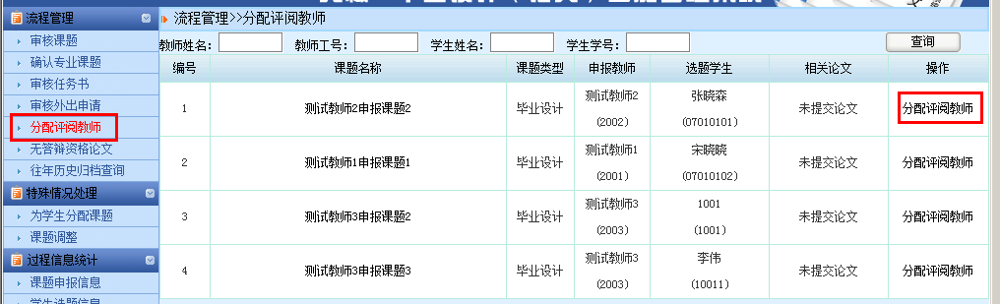 流程管理
审核课题
确认专业课题
审核任务书
审核外出申请
分配评阅教师
无答辩资格论文
往年历史归档查询
特殊情况处理
为学生分配课题
课题调整
过程信息统计
课题申报信息
学生选题信息
流程管理>>分配评阅教师
教师姓名： 教师工号： 学生姓名： 学生学号： 查询
编号 课题名称 课题类型 申报教师 选题学生 相关论文 操作
1 测试教师2申报课题2 毕业设计 测试教师2 张晓森 未提交论文 分配评阅教师
(2002) (07010101)
2 测试教师1申报课题1 毕业设计 测试教师1 宋晓晓 未提交论文 分配评阅教师
(2001) (07010102)
3 测试教师3申报课题2 毕业设计 测试教师3 1001 未提交论文 分配评阅教师
(2003) (1001)
4 测试教师3申报课题3 毕业设计 测试教师3 李伟 未提交论文 分配评阅教师
(2003) (10011)